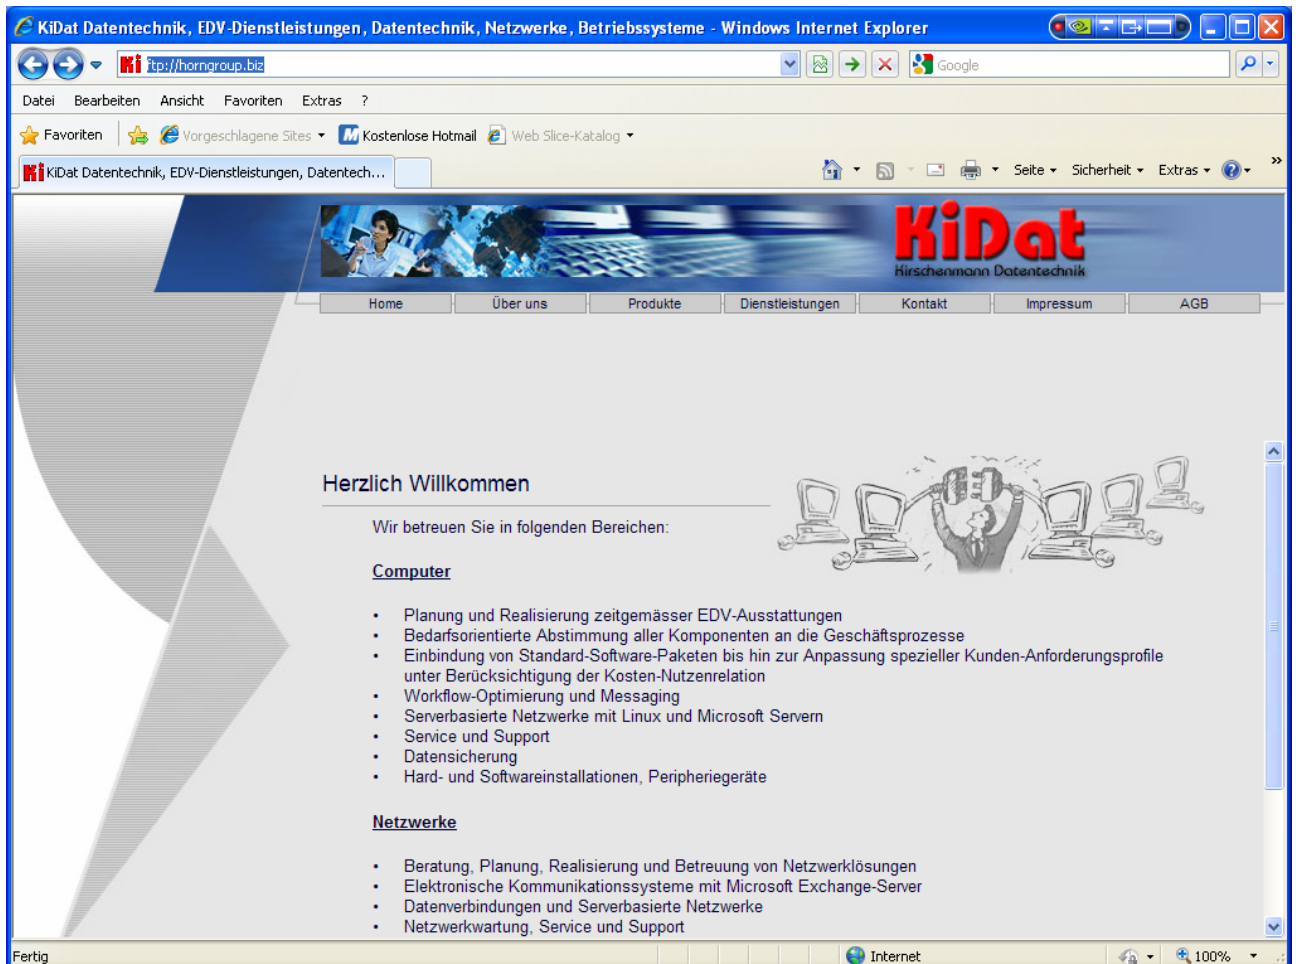 KiDat Datentechnik, EDV-Dienstleistungen, Datentechnik, Netzwerke, Betriebssysteme - Windows Internet Explorer
Ki ftp://horngroup.biz Google
Datei Bearbeiten Ansicht Favoriten Extras ?
Favoriten Vorgeschlagene Sites Kostenlose Hotmail Web Slice-Katalog
Ki KiDat Datentechnik, EDV-Dienstleistungen, Datentech... Seite Sicherheit Extras »
KiDat
Kirschenmann Datentechnik
Home Über uns Produkte Dienstleistungen Kontakt Impressum AGB
Herzlich Willkommen
Wir betreuen Sie in folgenden Bereichen:
Computer
• Planung und Realisierung zeitgemässer EDV-Ausstattungen
• Bedarfsorientierte Abstimmung aller Komponenten an die Geschäftsprozesse
• Einbindung von Standard-Software-Paketen bis hin zur Anpassung spezieller Kunden-Anforderungsprofile
unter Berücksichtigung der Kosten-Nutzenrelation
• Workflow-Optimierung und Messaging
• Serverbasierte Netzwerke mit Linux und Microsoft Servern
• Service und Support
• Datensicherung
• Hard- und Softwareinstallationen, Peripheriegeräte
Netzwerke
• Beratung, Planung, Realisierung und Betreuung von Netzwerklösungen
• Elektronische Kommunikationssysteme mit Microsoft Exchange-Server
• Datenverbindungen und Serverbasierte Netzwerke
• Netzwerkwartung, Service und Support
Fertig Internet 100%